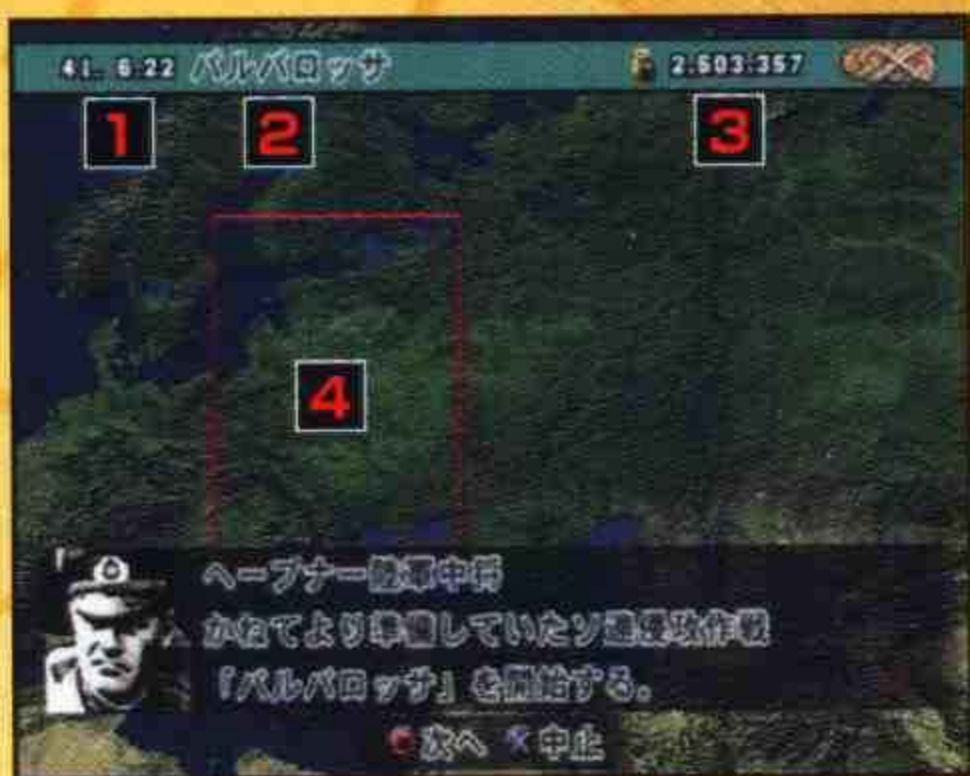 41. 6.22 バルバロッサ 2,503,357
1 2 3
4
ヘープナー陸軍中将
かねてより準備していたソ連侵攻作戦
「バルバロッサ」を開始する。
次へ × 中止